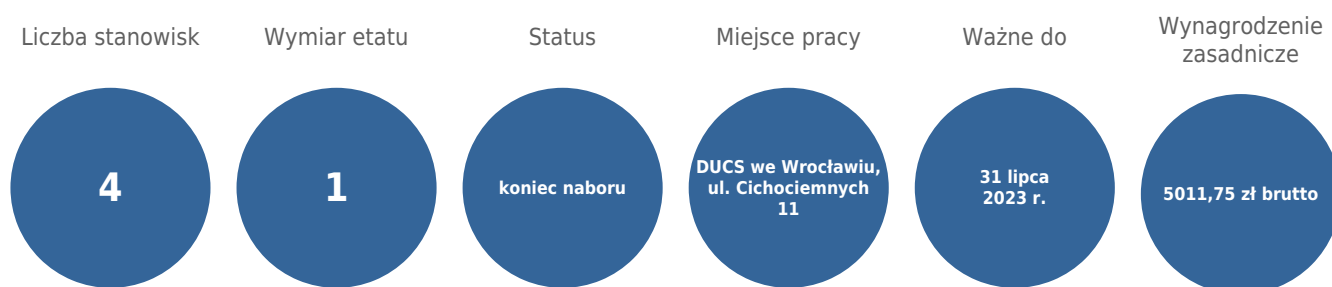 Liczba stanowisk
4
Wymiar etatu
1
Status
koniec naboru
Miejsce pracy
DUCS we Wrocławiu,
ul. Cichociemnych
11
Ważne do
31 lipca
2023 r.
Wynagrodzenie
zasadnicze
5011,75 zł brutto